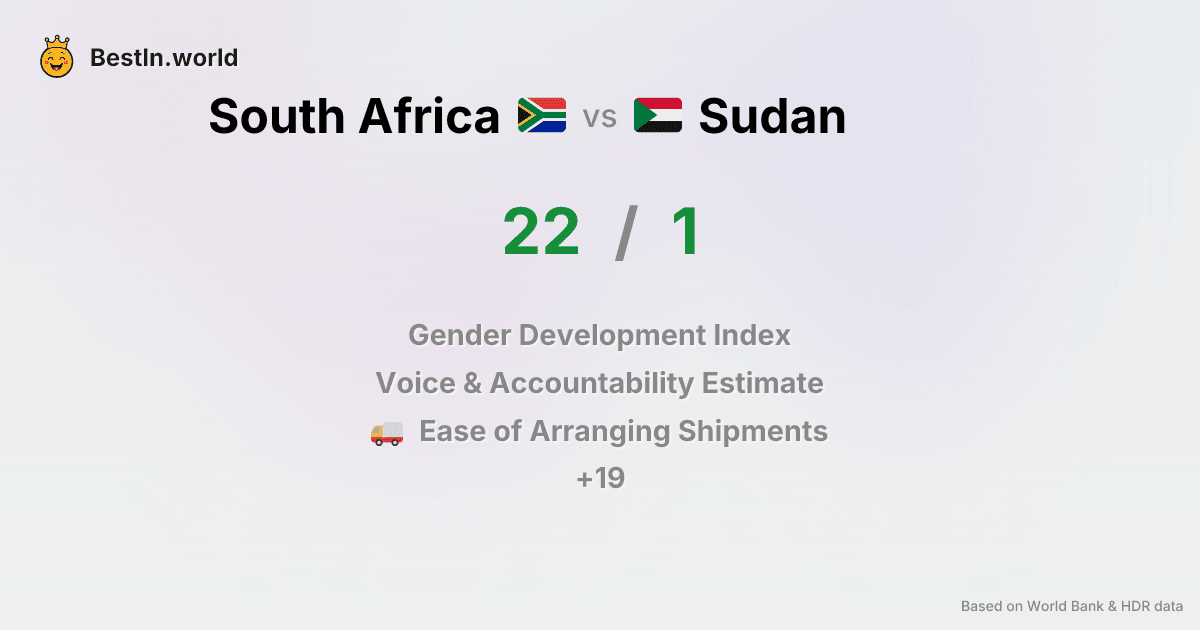 BestIn.world
South Africa vs Sudan
22 / 1
Gender Development Index
Voice & Accountability Estimate
Ease of Arranging Shipments
+19
Based on World Bank & HDR data